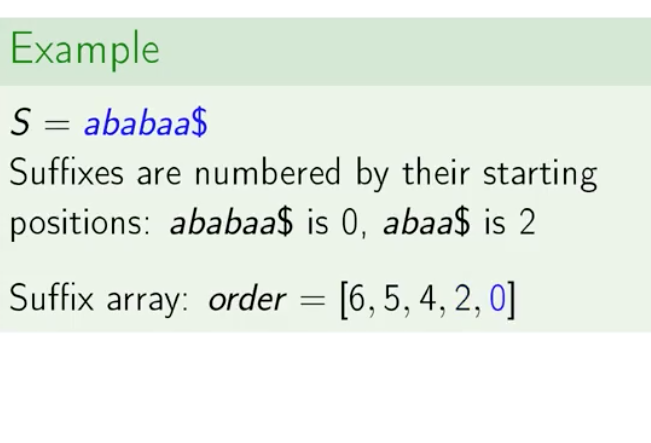 Example
S = ababaa$
Suffixes are numbered by their starting
positions: ababaa$ is 0, abaa$ is 2
Suffix array: order = [6, 5, 4, 2, 0]